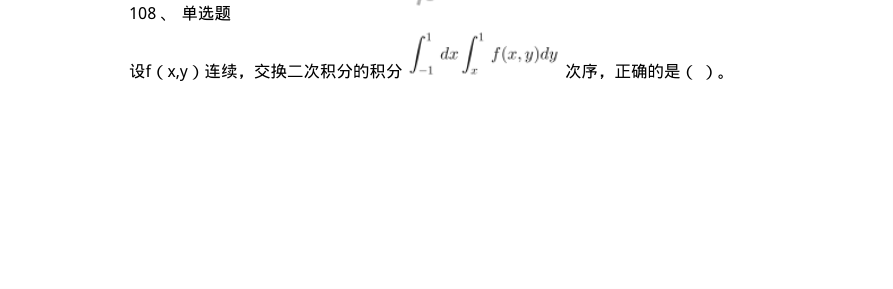 108 、 单选题
设f ( x,y ) 连续，交换二次积分的积分 ∫_{-1}^{1} dx ∫_{x}^{1} f(x, y)dy 次序，正确的是 ( ) 。